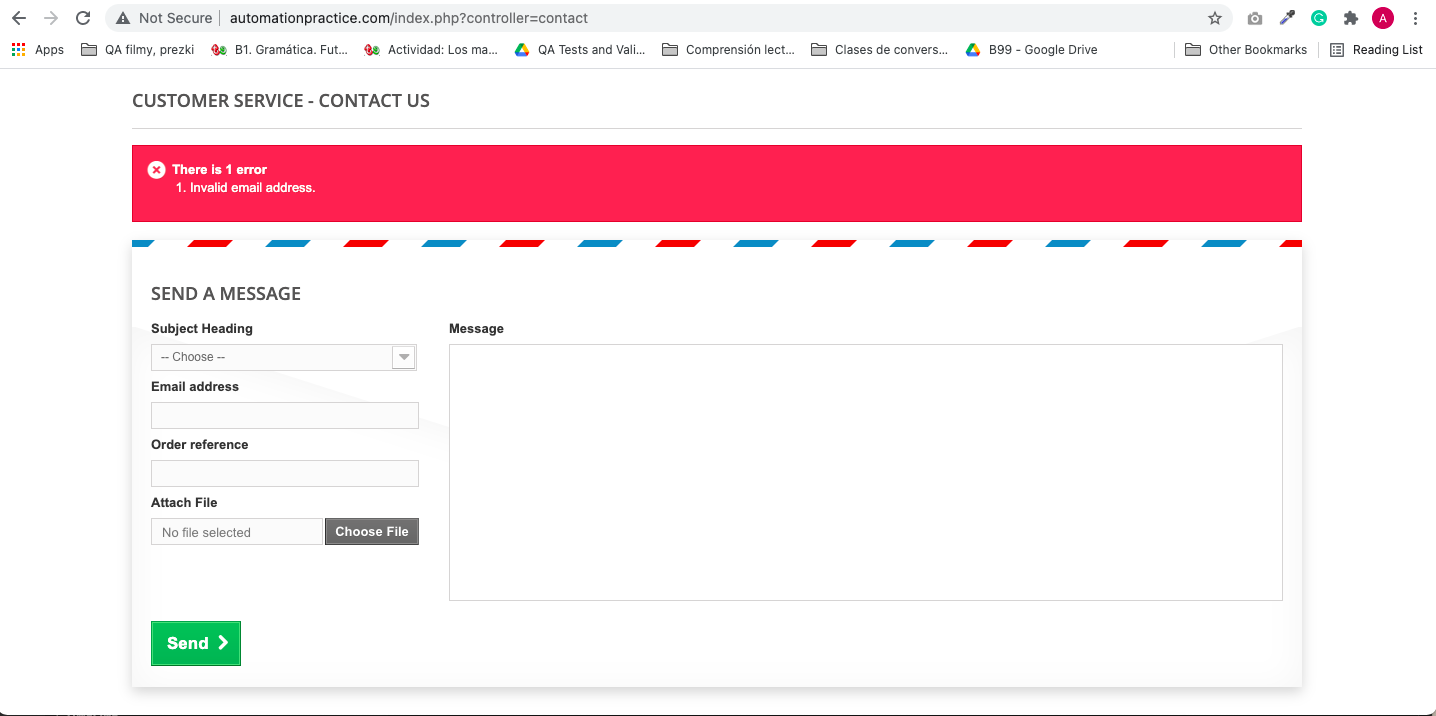 Not Secure automationpractice.com/index.php?controller=contact A
Apps QA filmy, prezki B1. Gramática. Fut... Actividad: Los ma... QA Tests and Vali... Comprensión lect... Clases de convers... B99 - Google Drive Other Bookmarks Reading List
CUSTOMER SERVICE - CONTACT US
There is 1 error
1. Invalid email address.
SEND A MESSAGE
Subject Heading
-- Choose --
Email address
Order reference
Attach File
No file selected Choose File
Message
Send